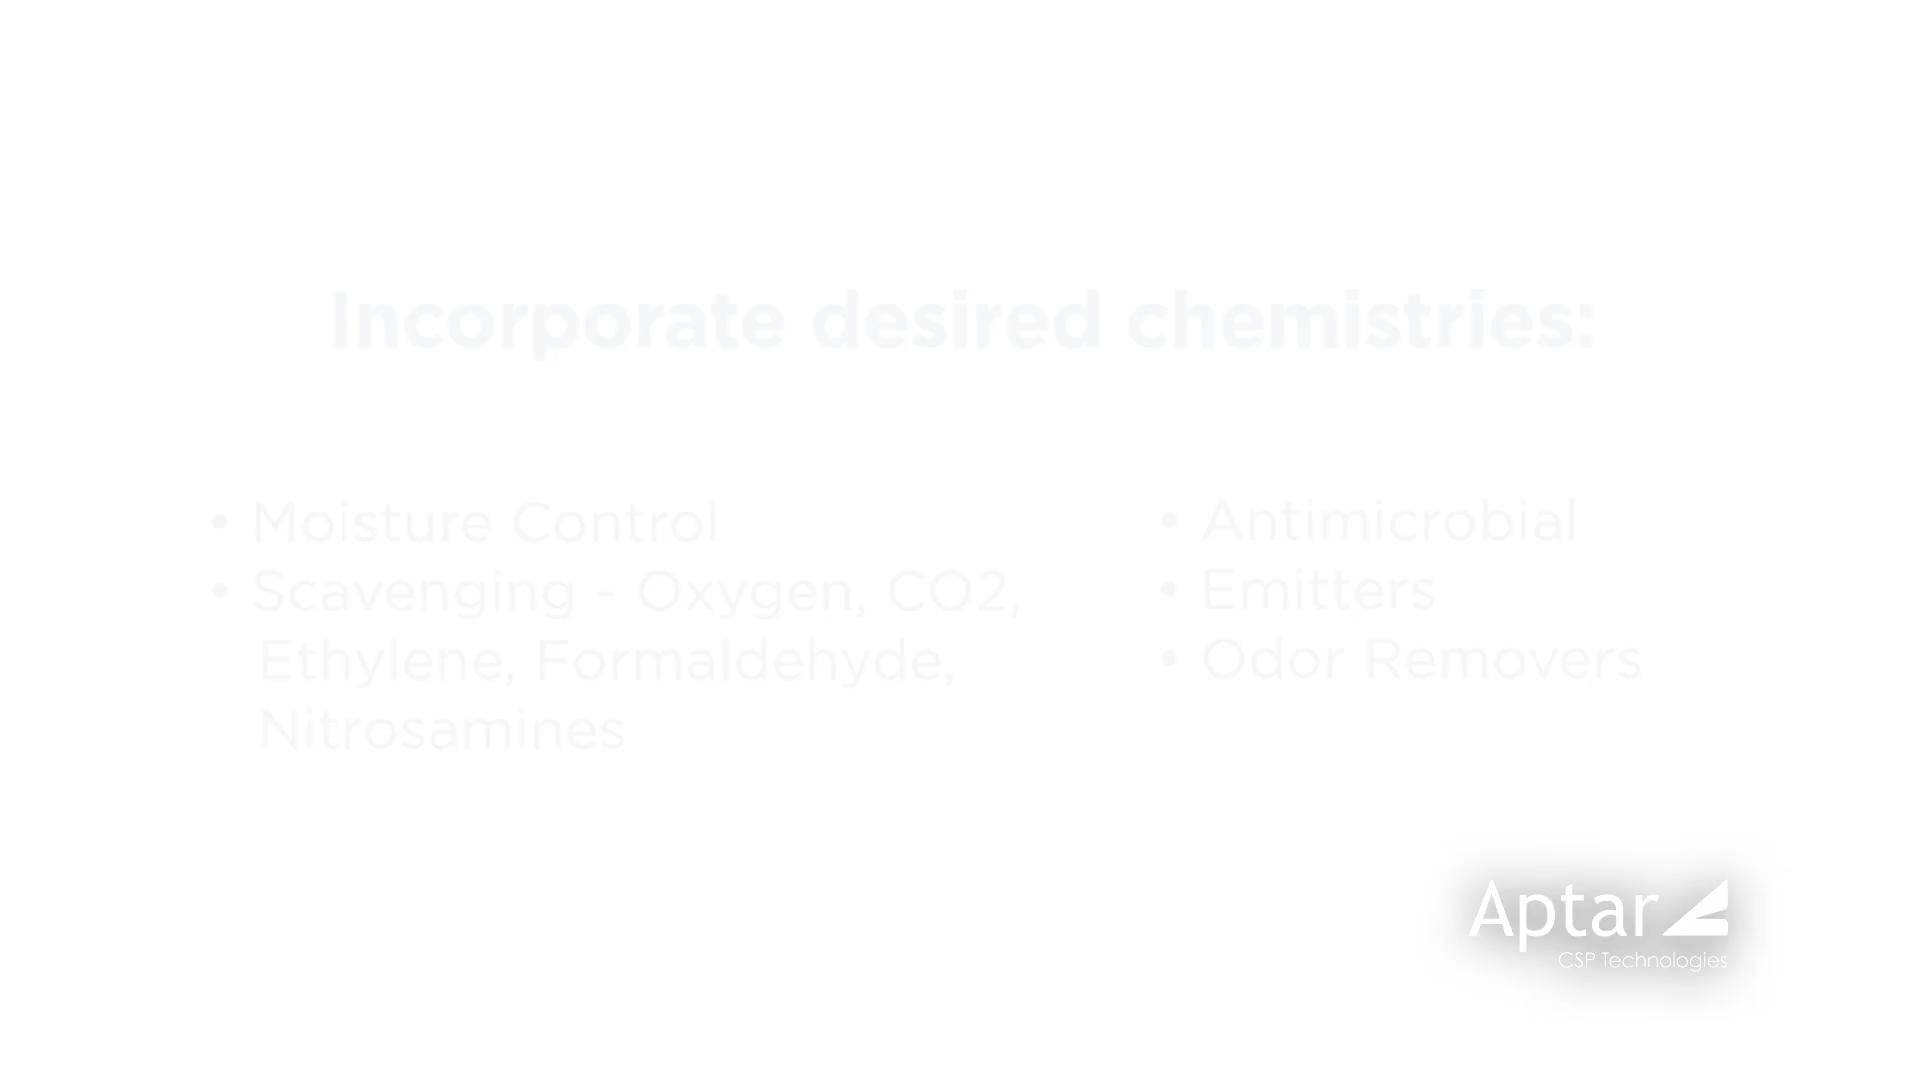 Incorporate desired chemistries:
• Moisture Control
• Scavenging - Oxygen, CO2,
Ethylene, Formaldehyde,
Nitrosamines
• Antimicrobial
• Emitters
• Odor Removers
Aptar
CSP Technologies